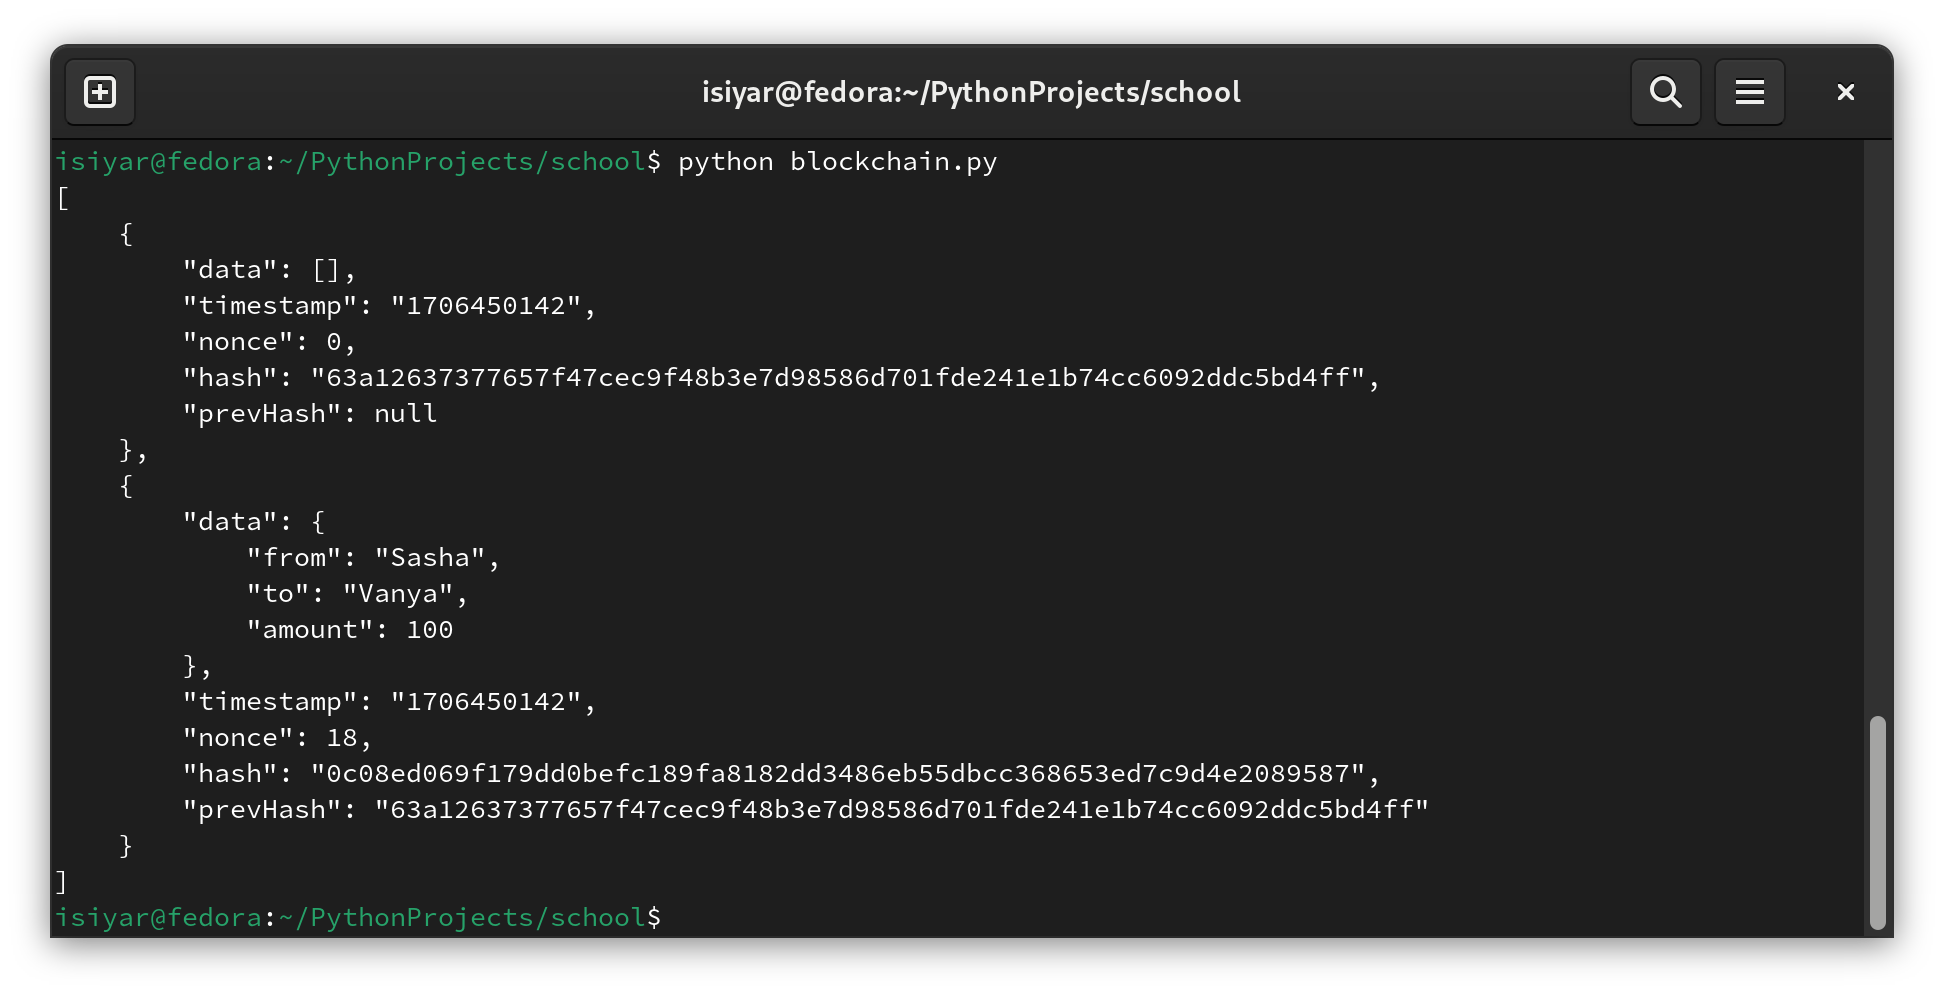 isiyar@fedora:~/PythonProjects/school
isiyar@fedora:~/PythonProjects/school$ python blockchain.py
[
    {
        "data": [],
        "timestamp": "1706450142",
        "nonce": 0,
        "hash": "63a12637377657f47cec9f48b3e7d98586d701fde241e1b74cc6092ddc5bd4ff",
        "prevHash": null
    },
    {
        "data": {
            "from": "Sasha",
            "to": "Vanya",
            "amount": 100
        },
        "timestamp": "1706450142",
        "nonce": 18,
        "hash": "0c08ed069f179dd0befc189fa8182dd3486eb55dbcc368653ed7c9d4e2089587",
        "prevHash": "63a12637377657f47cec9f48b3e7d98586d701fde241e1b74cc6092ddc5bd4ff"
    }
]
isiyar@fedora:~/PythonProjects/school$